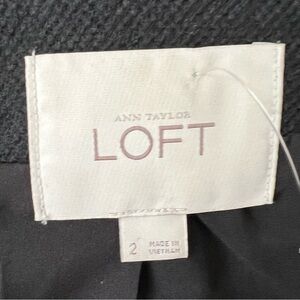 ANN TAYLOR
LOFT
2
MADE IN
VIETNAM